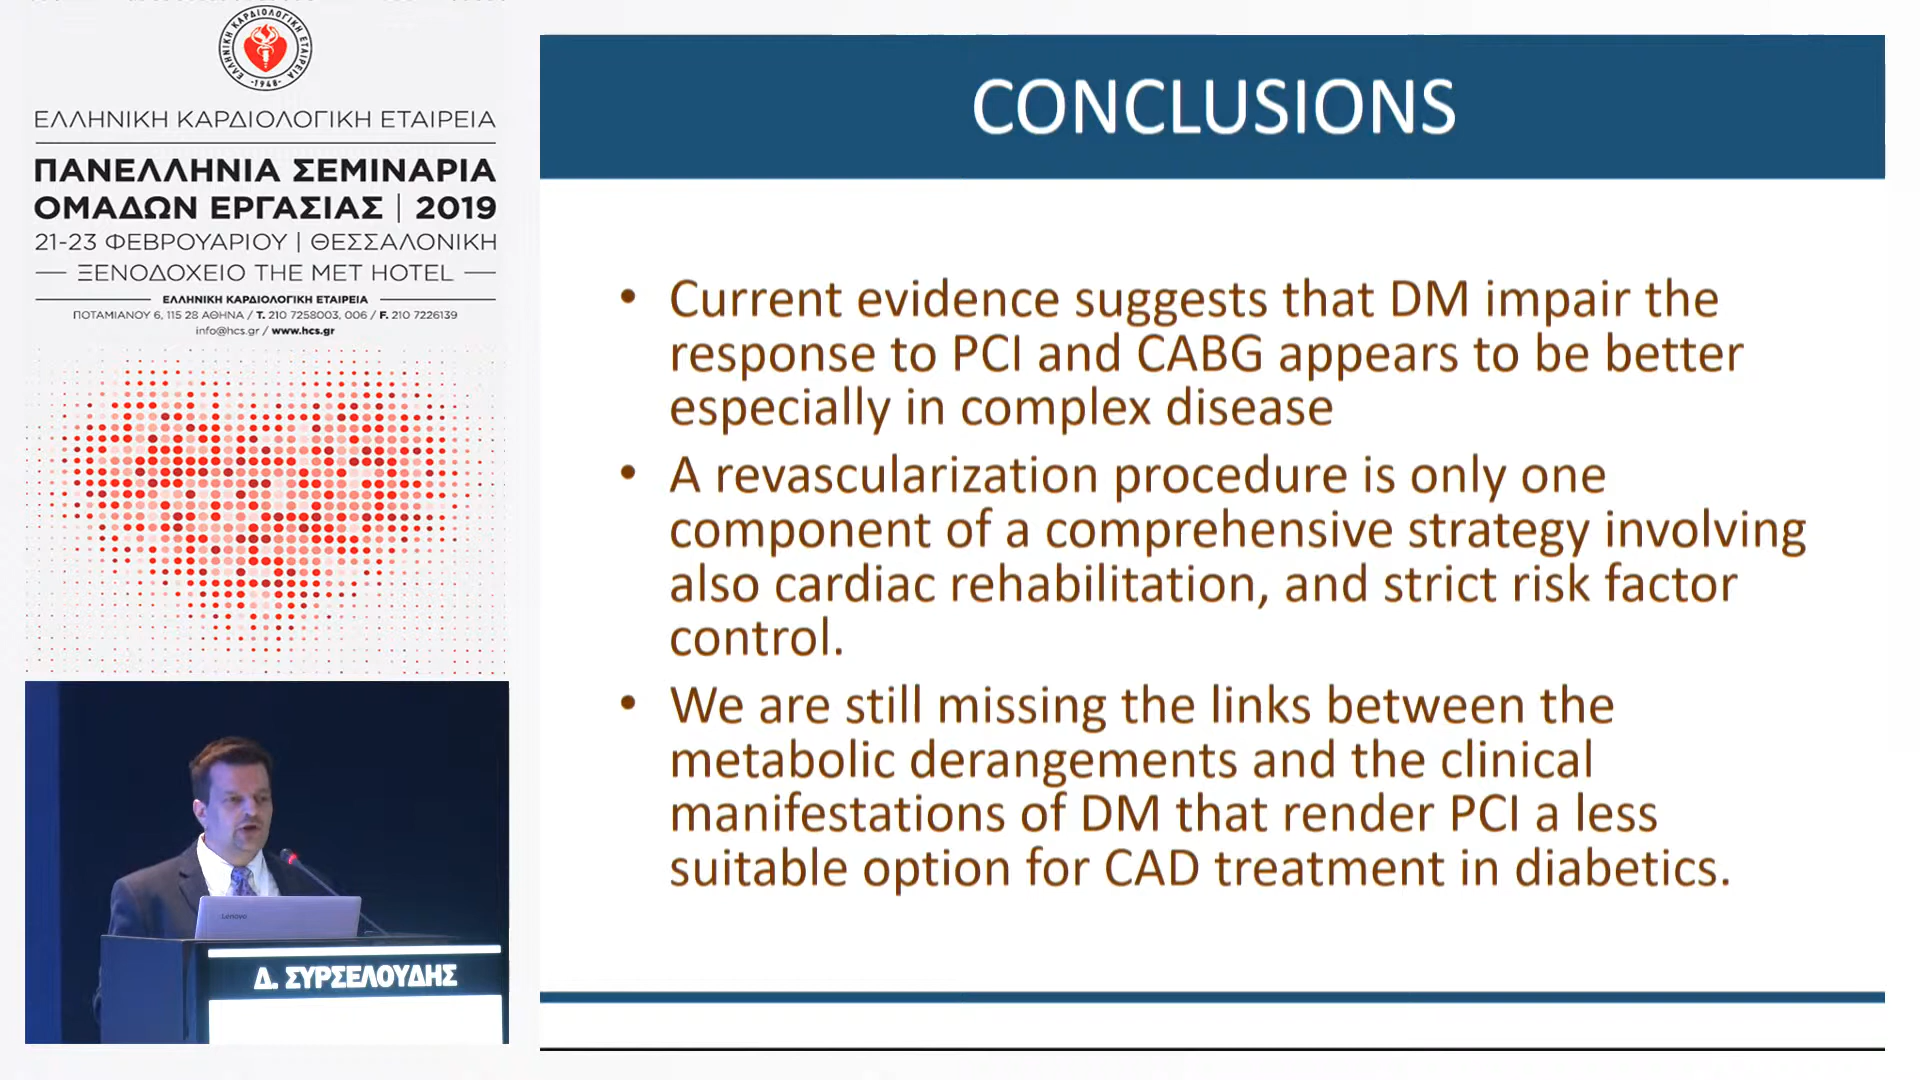 ΕΛΛΗΝΙΚΗ ΚΑΡΔΙΟΛΟΓΙΚΗ ΕΤΑΙΡΕΙΑ
-1948-
ΕΛΛΗΝΙΚΗ ΚΑΡΔΙΟΛΟΓΙΚΗ ΕΤΑΙΡΕΙΑ
ΠΑΝΕΛΛΗΝΙΑ ΣΕΜΙΝΑΡΙΑ
ΟΜΑΔΩΝ ΕΡΓΑΣΙΑΣ | 2019
21-23 ΦΕΒΡΟΥΑΡΙΟΥ | ΘΕΣΣΑΛΟΝΙΚΗ
ΞΕΝΟΔΟΧΕΙΟ THE MET HOTEL
ΕΛΛΗΝΙΚΗ ΚΑΡΔΙΟΛΟΓΙΚΗ ΕΤΑΙΡΕΙΑ
ΠΟΤΑΜΙΑΝΟΥ 6, 115 28 ΑΘΗΝΑ / Τ. 210 7258003, 006 / F. 210 7226139
info@hcs.gr / www.hcs.gr
Lenovo
Δ. ΣΥΡΣΕΛΟΥΔΗΣ
CONCLUSIONS
• Current evidence suggests that DM impair the
response to PCI and CABG appears to be better
especially in complex disease
• A revascularization procedure is only one
component of a comprehensive strategy involving
also cardiac rehabilitation, and strict risk factor
control.
• We are still missing the links between the
metabolic derangements and the clinical
manifestations of DM that render PCI a less
suitable option for CAD treatment in diabetics.